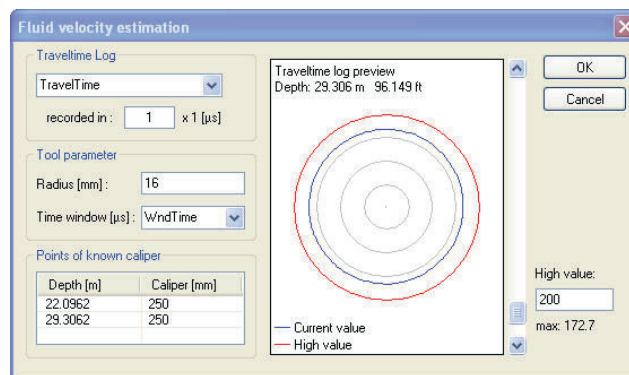 Fluid velocity estimation
Traveltime Log
TravelTime
recorded in : 1 x 1 [µs]
Tool parameter
Radius [mm] : 16
Time window [µs] : WndTime
Points of known caliper
Depth [m] Caliper [mm]
22.0962 250
29.3062 250
Traveltime log preview
Depth: 29.306 m 96.149 ft
Current value
High value
OK
Cancel
High value:
200
max: 172.7